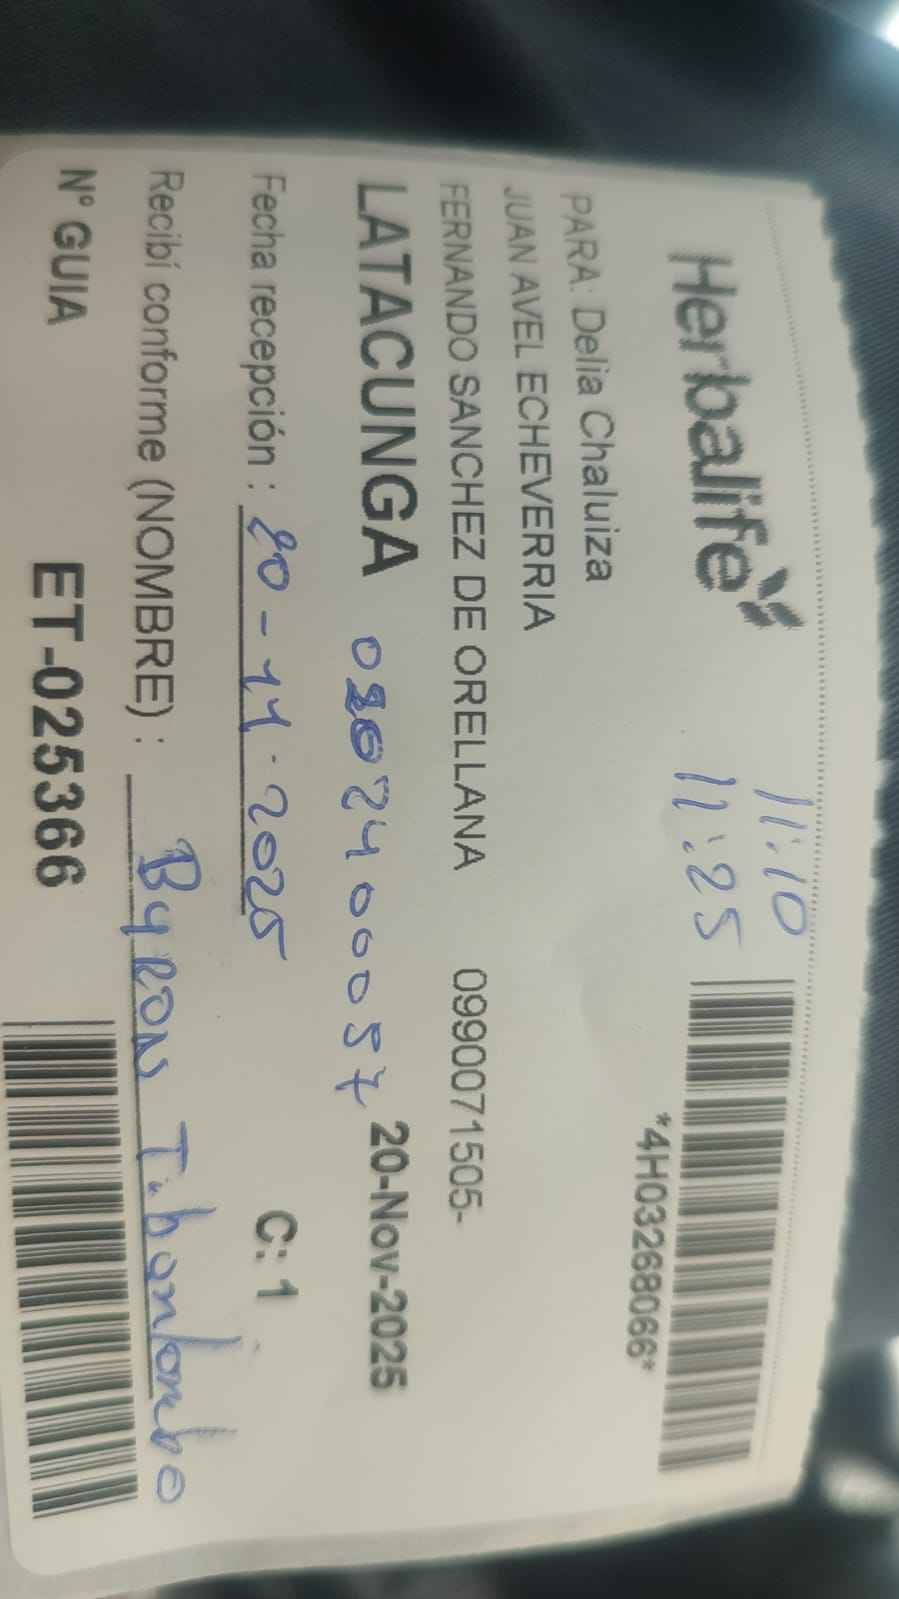 Herbalife
11:10
11:25
*4H03268066*
PARA: Delia Chaluiza
JUAN AVEL ECHEVERRIA
FERNANDO SANCHEZ DE ORELLANA 0990071505-
LATACUNGA 20-Nov-2025
Fecha recepción : 20-11-2025 C: 1
Recibí conforme (NOMBRE) : Byron
N° GUIA ET-025366